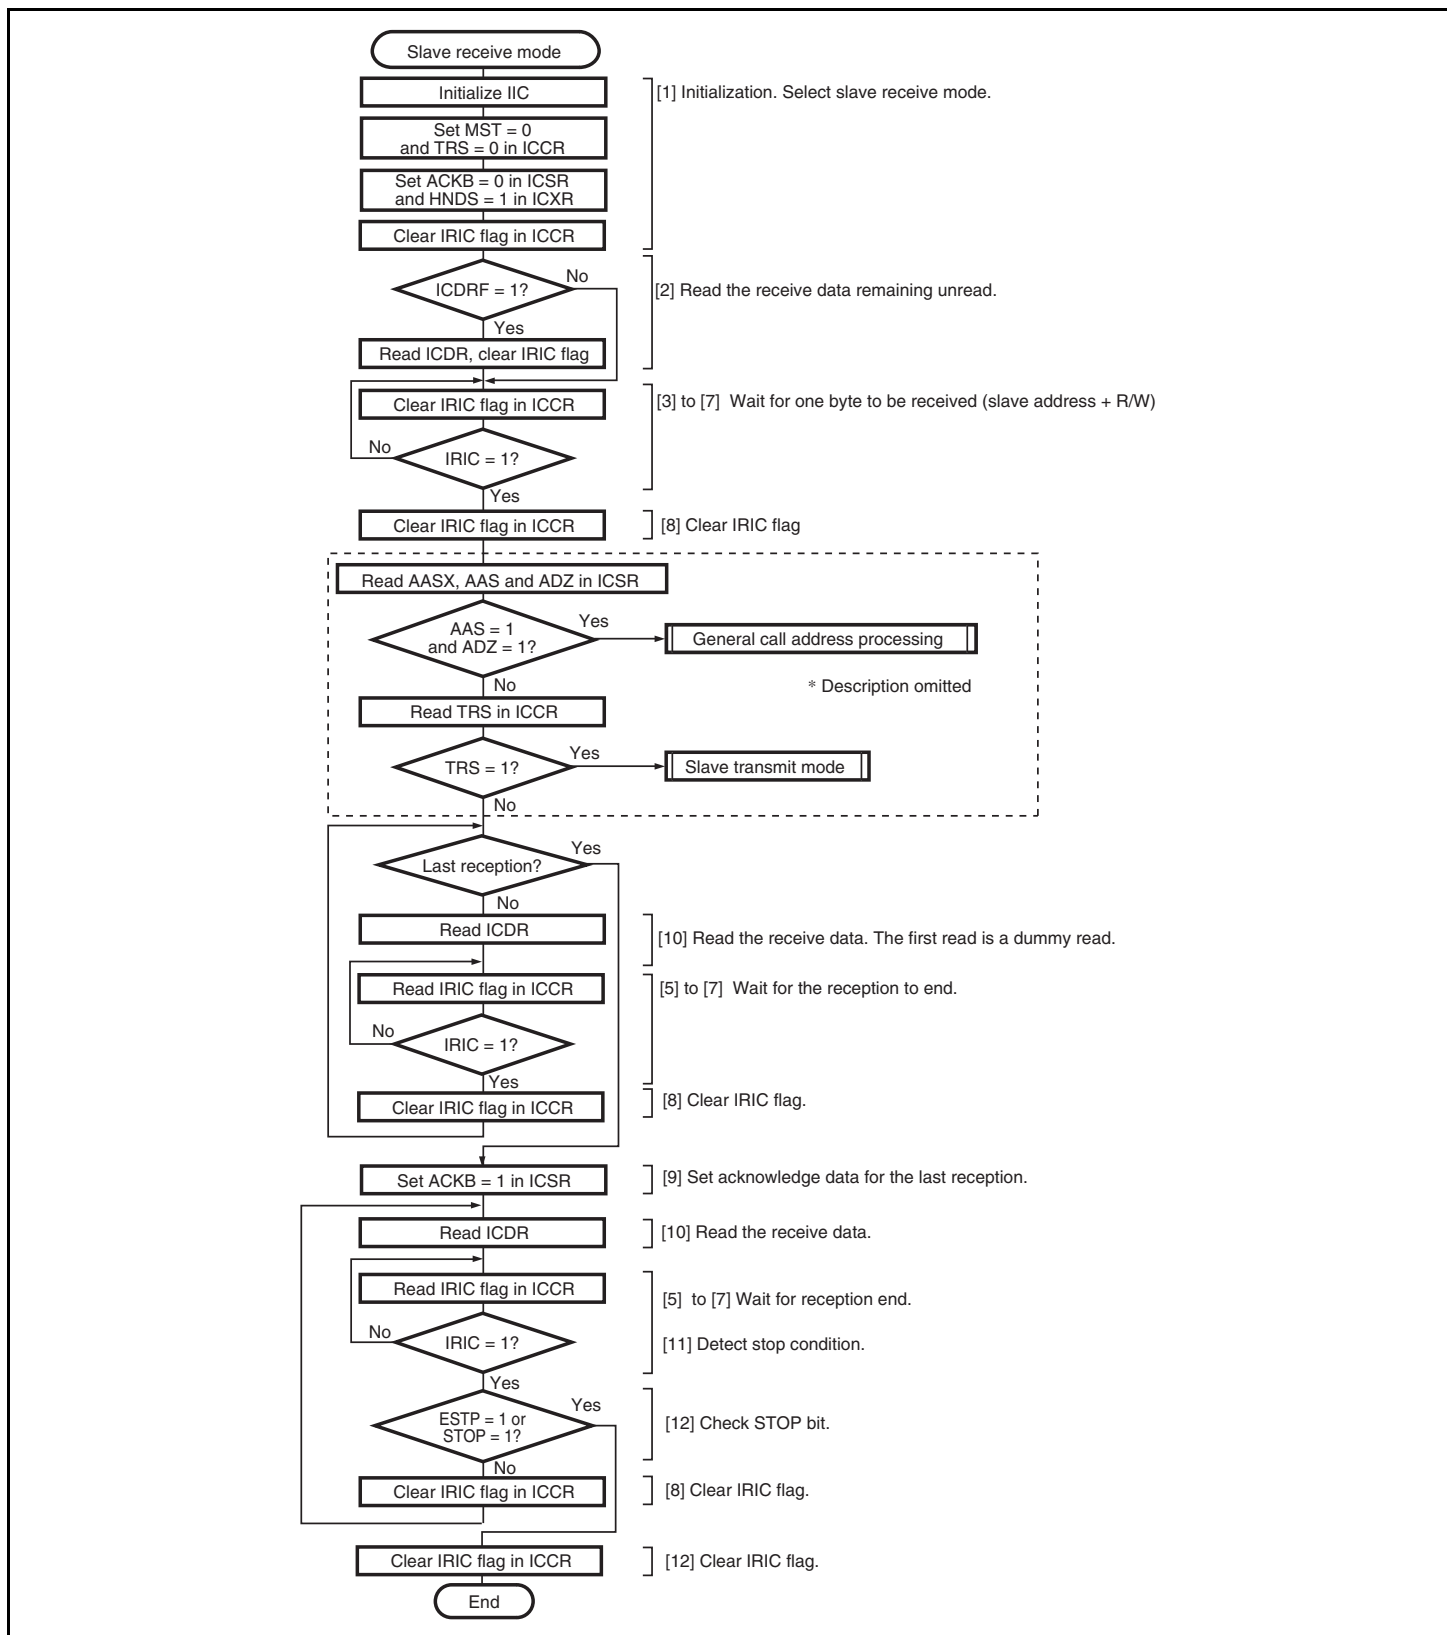 Slave receive mode
Initialize IIC
[1] Initialization. Select slave receive mode.
Set MST = 0
and TRS = 0 in ICCR
Set ACKB = 0 in ICSR
and HNDS = 1 in ICXR
Clear IRIC flag in ICCR
No
ICDRF = 1?
[2] Read the receive data remaining unread.
Yes
Read ICDR, clear IRIC flag
Clear IRIC flag in ICCR
[3] to [7] Wait for one byte to be received (slave address + R/W)
No
IRIC = 1?
Yes
Clear IRIC flag in ICCR
[8] Clear IRIC flag
Read AASX, AAS and ADZ in ICSR
AAS = 1
and ADZ = 1?
Yes
General call address processing
No
* Description omitted
Read TRS in ICCR
TRS = 1?
Yes
Slave transmit mode
No
Last reception?
Yes
No
Read ICDR
[10] Read the receive data. The first read is a dummy read.
Read IRIC flag in ICCR
[5] to [7] Wait for the reception to end.
No
IRIC = 1?
Yes
Clear IRIC flag in ICCR
[8] Clear IRIC flag.
Set ACKB = 1 in ICSR
[9] Set acknowledge data for the last reception.
Read ICDR
[10] Read the receive data.
Read IRIC flag in ICCR
[5] to [7] Wait for reception end.
No
IRIC = 1?
[11] Detect stop condition.
Yes
ESTP = 1 or
STOP = 1?
Yes
[12] Check STOP bit.
No
Clear IRIC flag in ICCR
[8] Clear IRIC flag.
Clear IRIC flag in ICCR
[12] Clear IRIC flag.
End